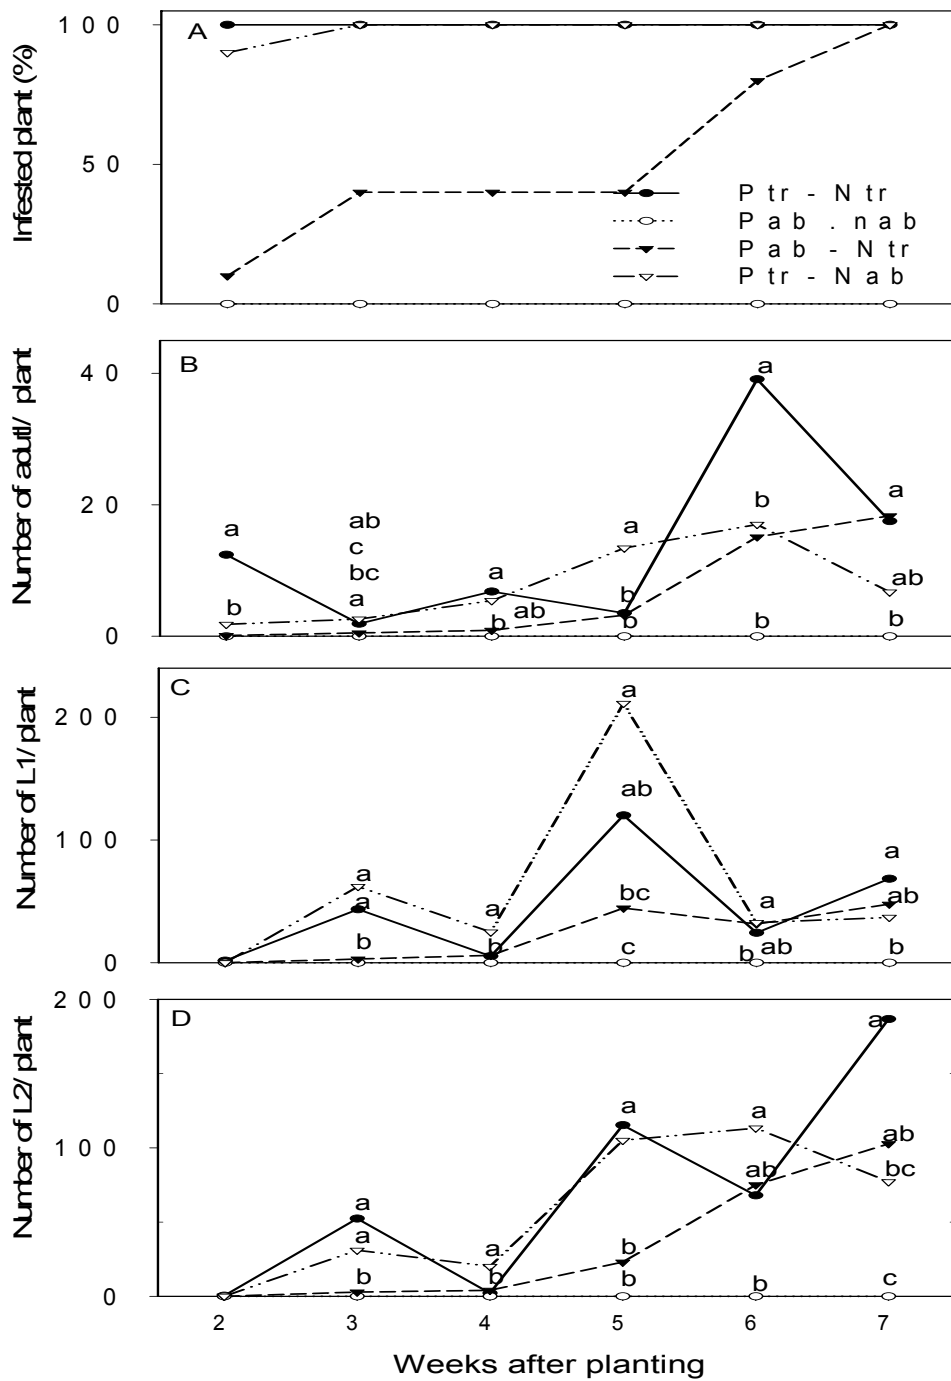 A
Infested plant (%)
100
50
0
Ptr - Ntr
Pab . nab
Pab - Ntr
Ptr - Nab
B
Number of adutl/ plant
40
20
0
a
b
ab
c
bc
a
a
ab
b
a
b
b
a
b
b
a
ab
b
C
Number of L1/ plant
200
100
0
a
a
b
a
b
a
ab
bc
c
a
b
ab
a
ab
b
D
Number of L2/ plant
200
100
0
a
a
b
a
b
a
b
b
a
ab
b
a
ab
bc
c
2 3 4 5 6 7
Weeks after planting